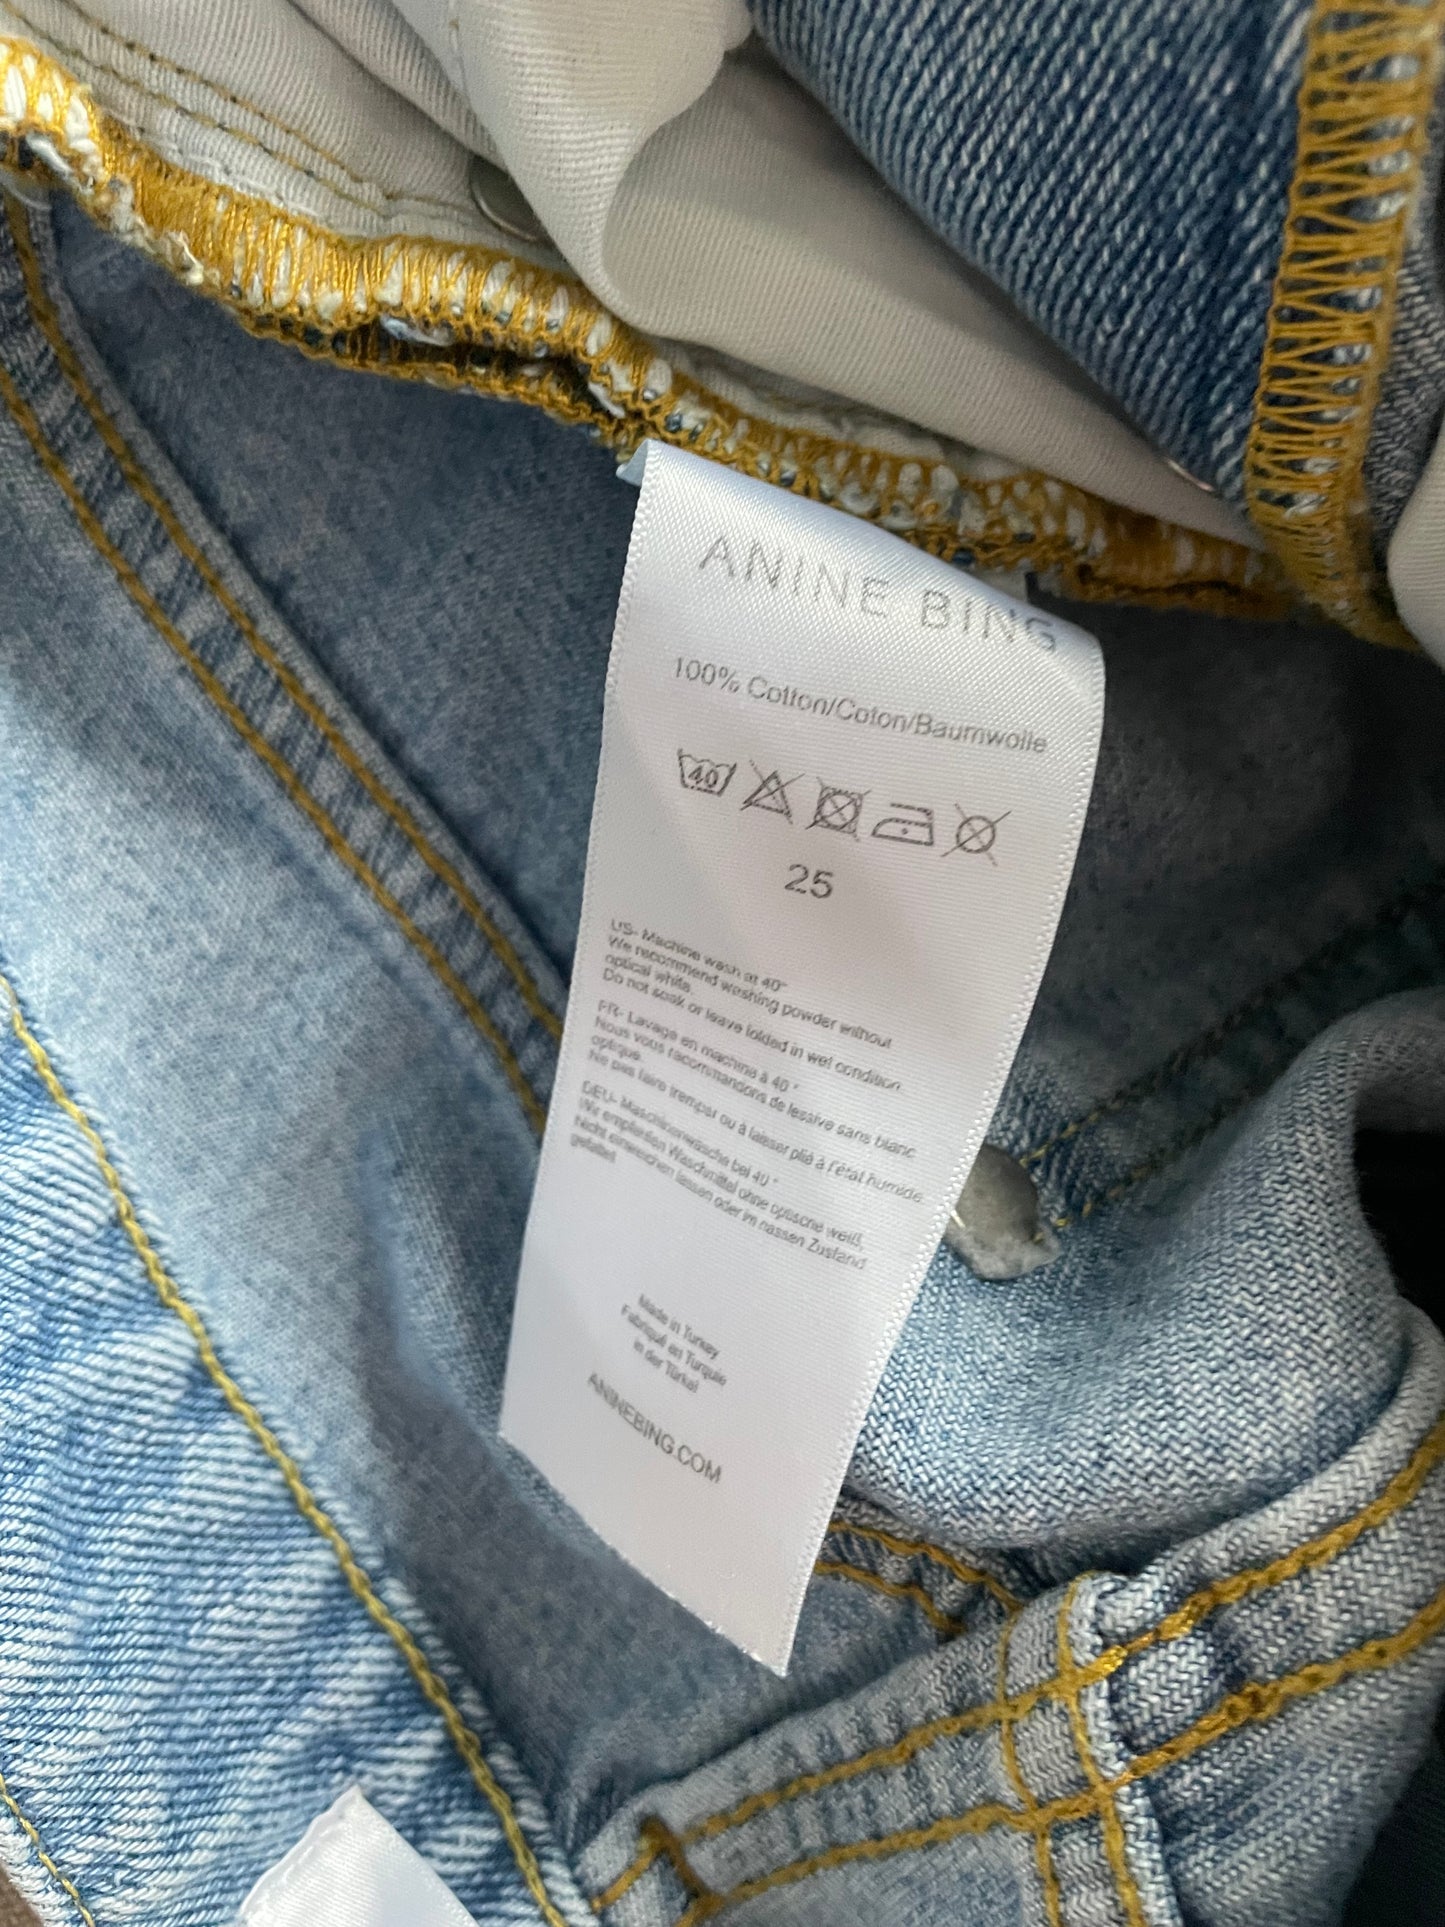 ANINE BING
100% Cotton/Coton/Baumwolle
40
25
US- Machine wash at 40°
We recommend washing powder without
optical white.
Do not soak or leave folded in wet condition
FR- Lavage en machine à 40 °
Nous vous racommandons de lessive sans blanc
optique.
Ne pas faire tremper ou à laisser plié à l'état humide
DEU- Maschinenwäsche bei 40 °
Wir empfehlen Waschmittel ohne optische weiß,
Nicht einweichen lassen oder im nassen Zustand
gefaltet
Made in Turkey
Fabriqué en Turquie
in der Türkei
ANINEBING.COM